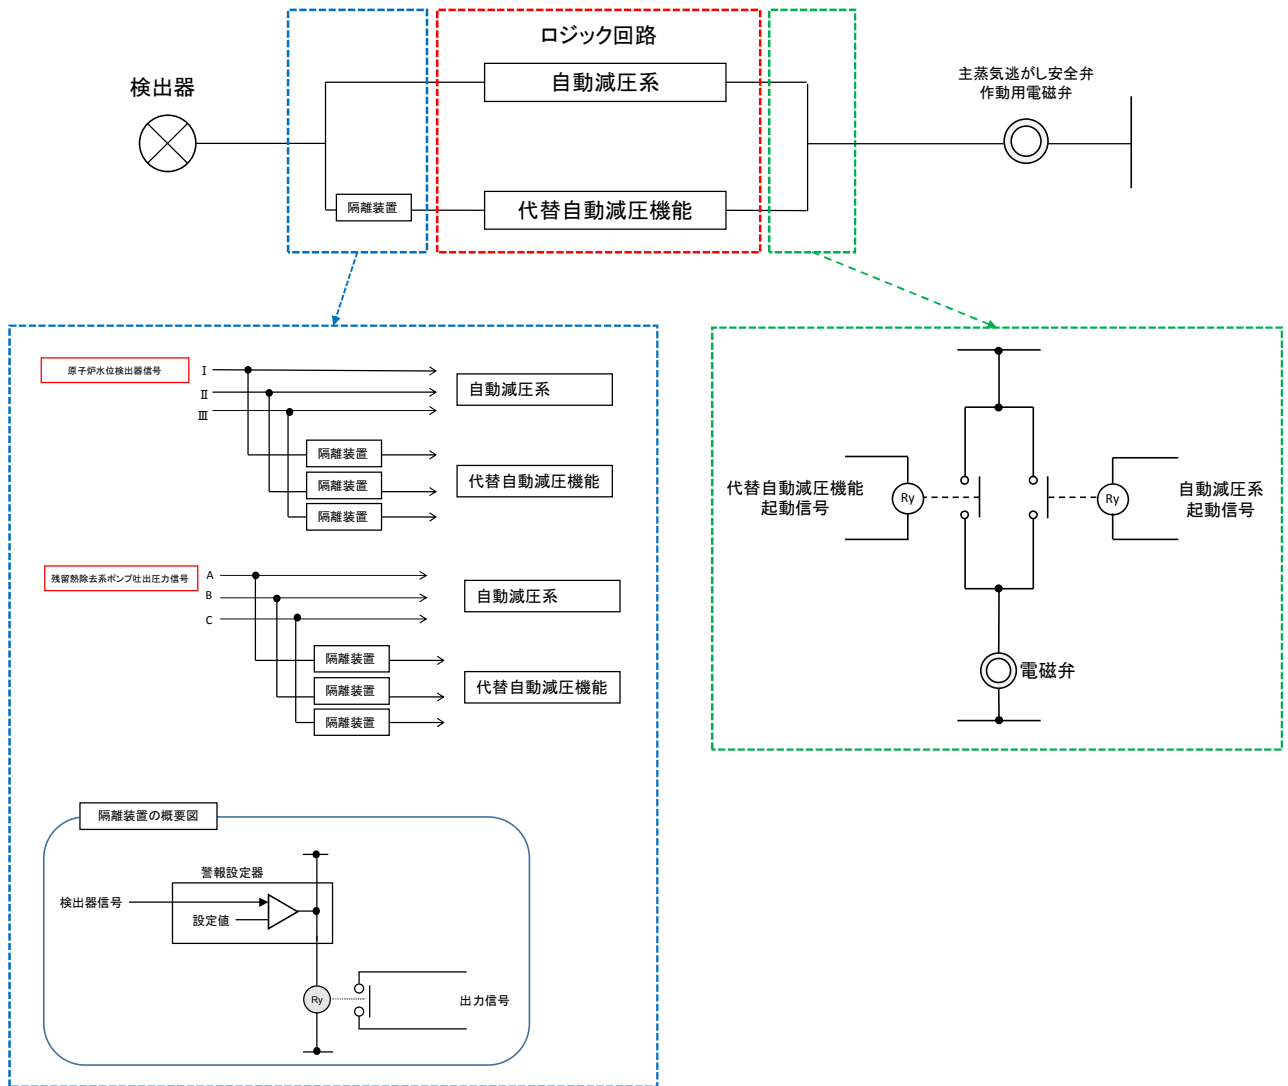 ロジック回路
検出器
自動減圧系
主蒸気逃がし安全弁
作動用電磁弁
隔離装置
代替自動減圧機能
原子炉水位検出器信号
Ⅰ
Ⅱ
Ⅲ
自動減圧系
隔離装置
隔離装置
隔離装置
代替自動減圧機能
残留熱除去系ポンプ吐出圧力信号
A
B
C
自動減圧系
隔離装置
隔離装置
隔離装置
代替自動減圧機能
隔離装置の概要図
警報設定器
検出器信号
設定値
Ry
出力信号
代替自動減圧機能
起動信号
Ry
Ry
自動減圧系
起動信号
電磁弁